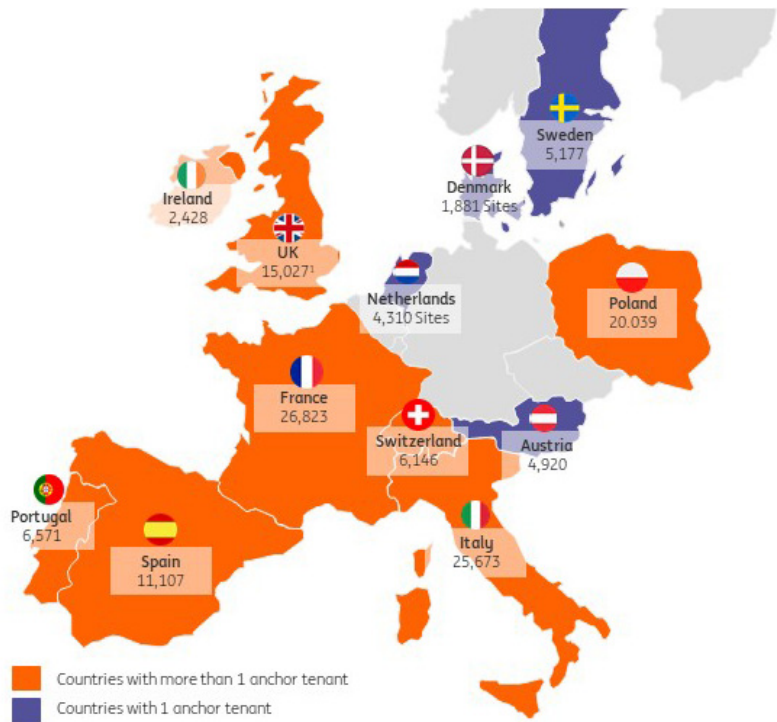 Sweden
5,177
Denmark
1,881 Sites
Ireland
2,428
UK
15,027¹
Netherlands
4,310 Sites
Poland
20.039
France
26,823
Switzerland
6,146
Austria
4,920
Portugal
6,571
Spain
11,107
Italy
25,673
Countries with more than 1 anchor tenant
Countries with 1 anchor tenant